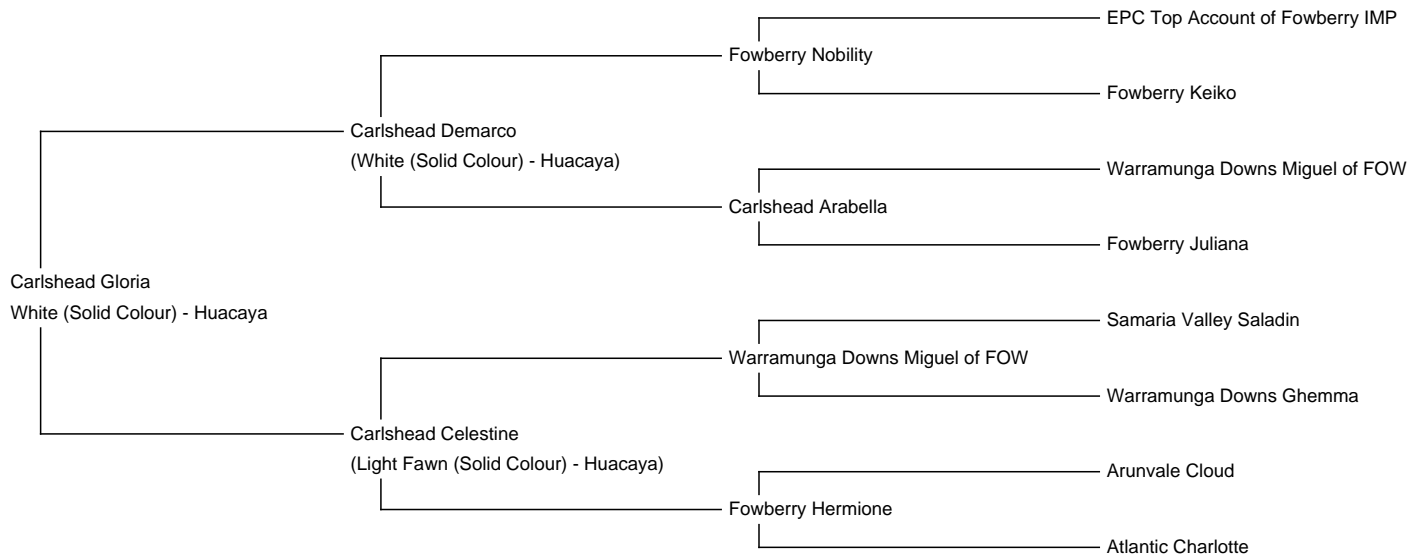 EPC Top Account of Fowberry IMP
Fowberry Nobility
Fowberry Keiko
Carlshead Demarco
(White (Solid Colour) - Huacaya)
Warramunga Downs Miguel of FOW
Carlshead Arabella
Fowberry Juliana
Carlshead Gloria
White (Solid Colour) - Huacaya
Samaria Valley Saladin
Warramunga Downs Miguel of FOW
Warramunga Downs Ghemma
Carlshead Celestine
(Light Fawn (Solid Colour) - Huacaya)
Arunvale Cloud
Fowberry Hermione
Atlantic Charlotte